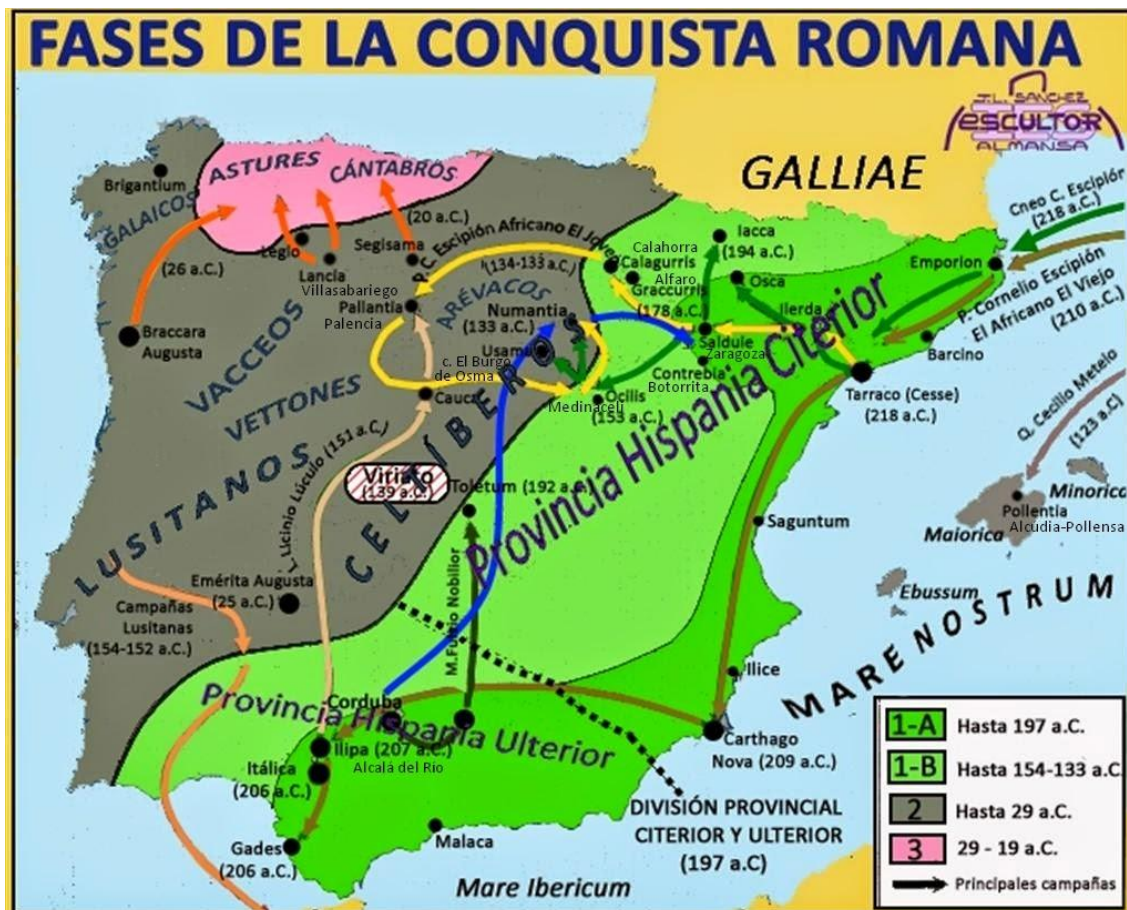 FASES DE LA CONQUISTA ROMANA
J.L. SANCHEZ
escultor
ALMANSA
GALLIAE
ASTURES
CÁNTABROS
Brigantium
GALAICOS
(26 a.C.)
Legio
(20 a.C.)
Segisama
Lancia
Villasabariego
P.C. Escipión Africano El Joven
(134-133 a.C.)
Pallantia
Palencia
ARÉVACOS
Numantia
(133 a.C.)
Calahorra
Calagurris
Alfaro
Graccurris
(178 a.C.)
Iacca
(194 a.C.)
Osca
Ilerda
Emporion
Cneo C. Escipión
(218 a.C.)
P. Cornelio Escipión
El Africano El Viejo
(210 a.C.)
Barcino
Tarraco (Cesse)
(218 a.C.)
Braccara
Augusta
VACCEOS
VETTONES
LUSITANOS
CELTÍBEROS
Usamu
c. El Burgo
de Osma
Cauca
Saldule
Zaragoza
Contrebia
Botorrita
Medinaceli
Ocilis
(153 a.C.)
Provincia Hispania Citerior
L. Licinio Lúculo (151 a.C.)
Viriato
(139 a.C.)
Toletum (192 a.C.)
Q. Cecilio Metelo
(123 a.C)
Minorica
Pollentia
Alcudia-Pollensa
Maiorica
Ebussum
Saguntum
MARE NOSTRUM
Emérita Augusta
(25 a.C.)
Campañas
Lusitanas
(154-152 a.C.)
M.Fulvio Nobilior
Ilice
Provincia Hispania Ulterior
Corduba
Ilipa (207 a.C.)
Alcalá del Río
Itálica
(206 a.C.)
Carthago
Nova (209 a.C.)
Gades
(206 a.C.)
Malaca
Mare Ibericum
DIVISIÓN PROVINCIAL
CITERIOR Y ULTERIOR
(197 a.C)
1-A Hasta 197 a.C.
1-B Hasta 154-133 a.C.
2 Hasta 29 a.C.
3 29 - 19 a.C.
Principales campañas